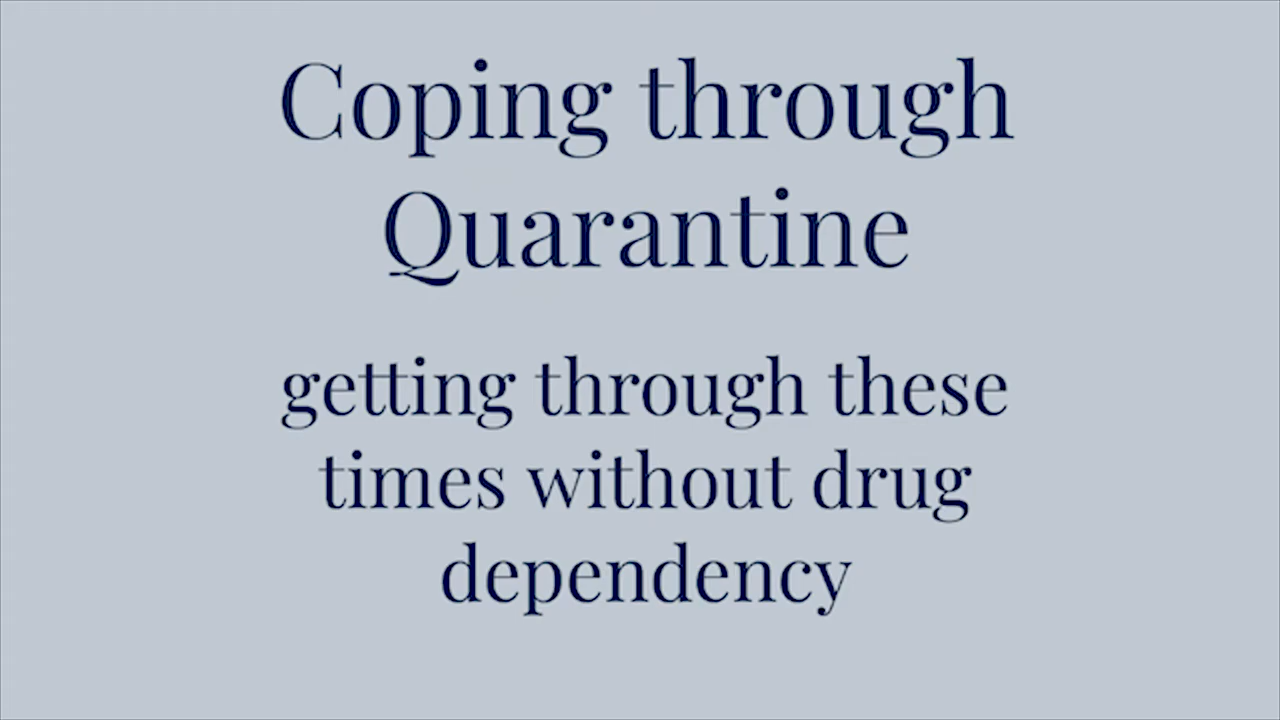 Coping through
Quarantine
getting through these
times without drug
dependency